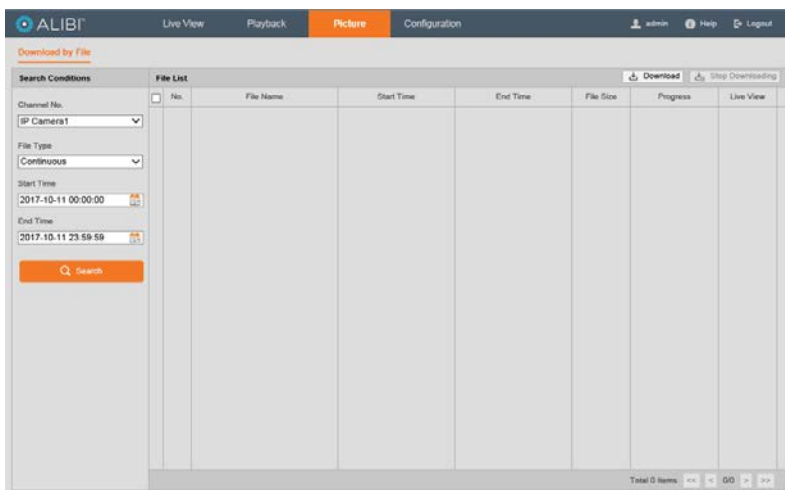 ALIBI Live View Playback Picture Configuration admin Help Logout
Download by File
Search Conditions File List Download Stop Downloading
No. File Name Start Time End Time File Size Progress Live View
Channel No.
IP Camera1
File Type
Continuous
Start Time
2017-10-11 00:00:00
End Time
2017-10-11 23:59:59
Search
Total 0 Items << < 0/0 > >>